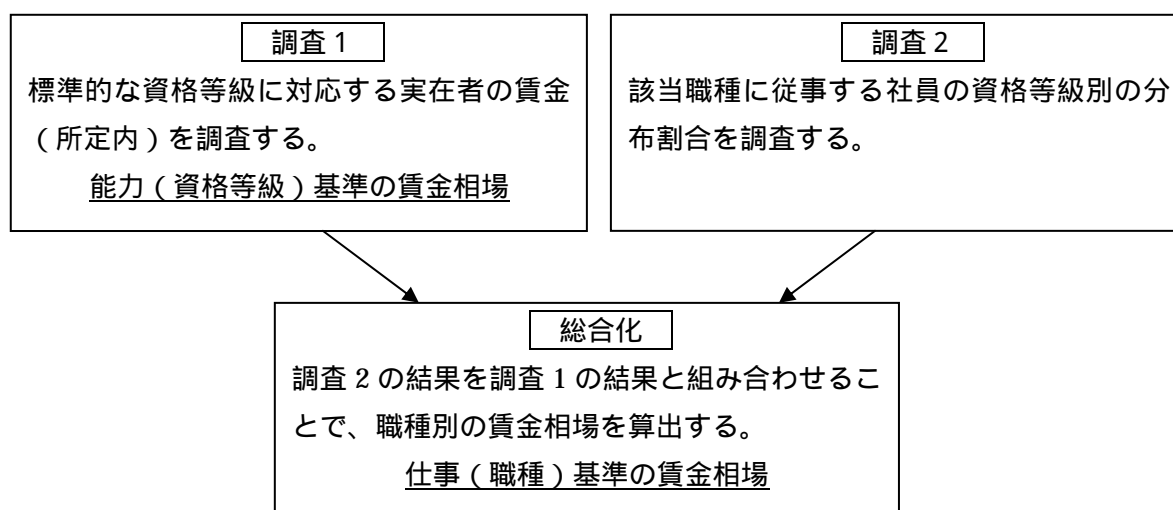 調査1
標準的な資格等級に対応する実在者の賃金
(所定内)を調査する。
能力(資格等級)基準の賃金相場
調査2
該当職種に従事する社員の資格等級別の分
布割合を調査する。
総合化
調査2の結果を調査1の結果と組み合わせるこ
とで、職種別の賃金相場を算出する。
仕事(職種)基準の賃金相場